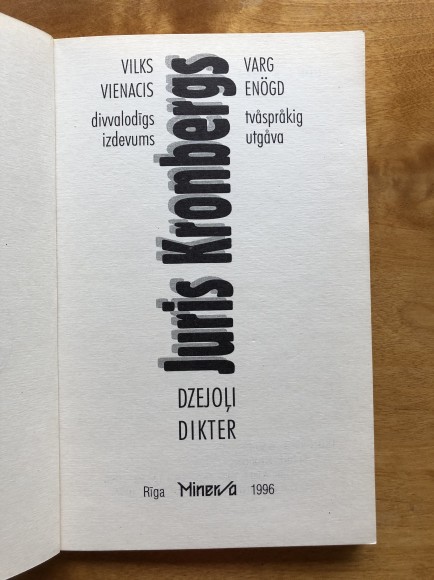 VILKS
VIENACIS
divvalodīgs
izdevums
Juris Kronbergs
VARG
ENÖGD
tvåspråkig
utgåva
DZEJOĻI
DIKTER
Rīga Minerva 1996